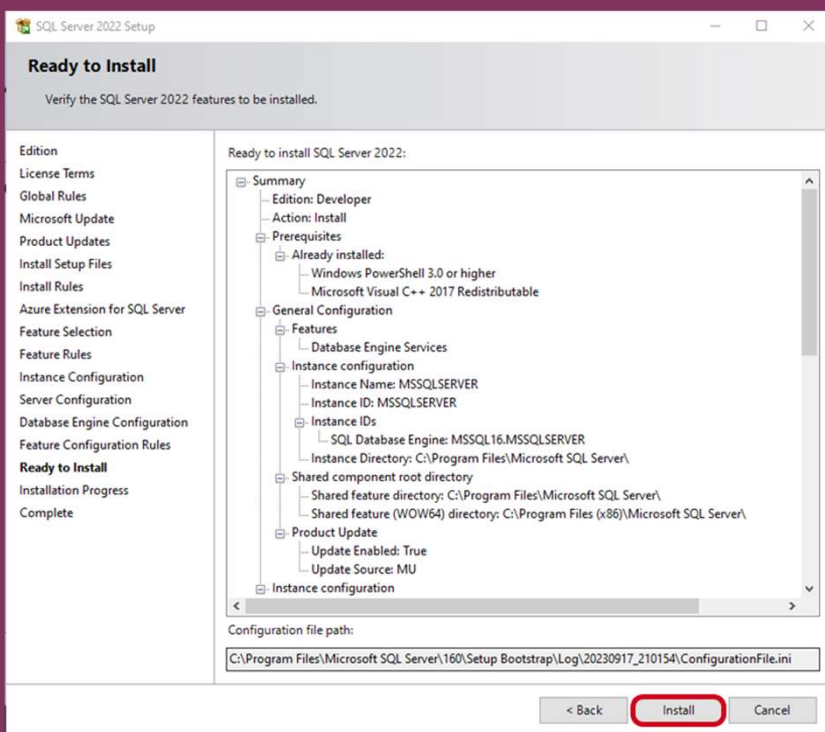 SQL Server 2022 Setup
Ready to Install
Verify the SQL Server 2022 features to be installed.
Edition
License Terms
Global Rules
Microsoft Update
Product Updates
Install Setup Files
Install Rules
Azure Extension for SQL Server
Feature Selection
Feature Rules
Instance Configuration
Server Configuration
Database Engine Configuration
Feature Configuration Rules
Ready to Install
Installation Progress
Complete
Ready to install SQL Server 2022:
Summary
Edition: Developer
Action: Install
Prerequisites
Already installed:
Windows PowerShell 3.0 or higher
Microsoft Visual C++ 2017 Redistributable
General Configuration
Features
Database Engine Services
Instance configuration
Instance Name: MSSQLSERVER
Instance ID: MSSQLSERVER
Instance IDs
SQL Database Engine: MSSQL16.MSSQLSERVER
Instance Directory: C:\Program Files\Microsoft SQL Server\
Shared component root directory
Shared feature directory: C:\Program Files\Microsoft SQL Server\
Shared feature (WOW64) directory: C:\Program Files (x86)\Microsoft SQL Server\
Product Update
Update Enabled: True
Update Source: MU
Instance configuration
Configuration file path:
C:\Program Files\Microsoft SQL Server\160\Setup Bootstrap\Log\20230917_210154\ConfigurationFile.ini
< Back
Install
Cancel